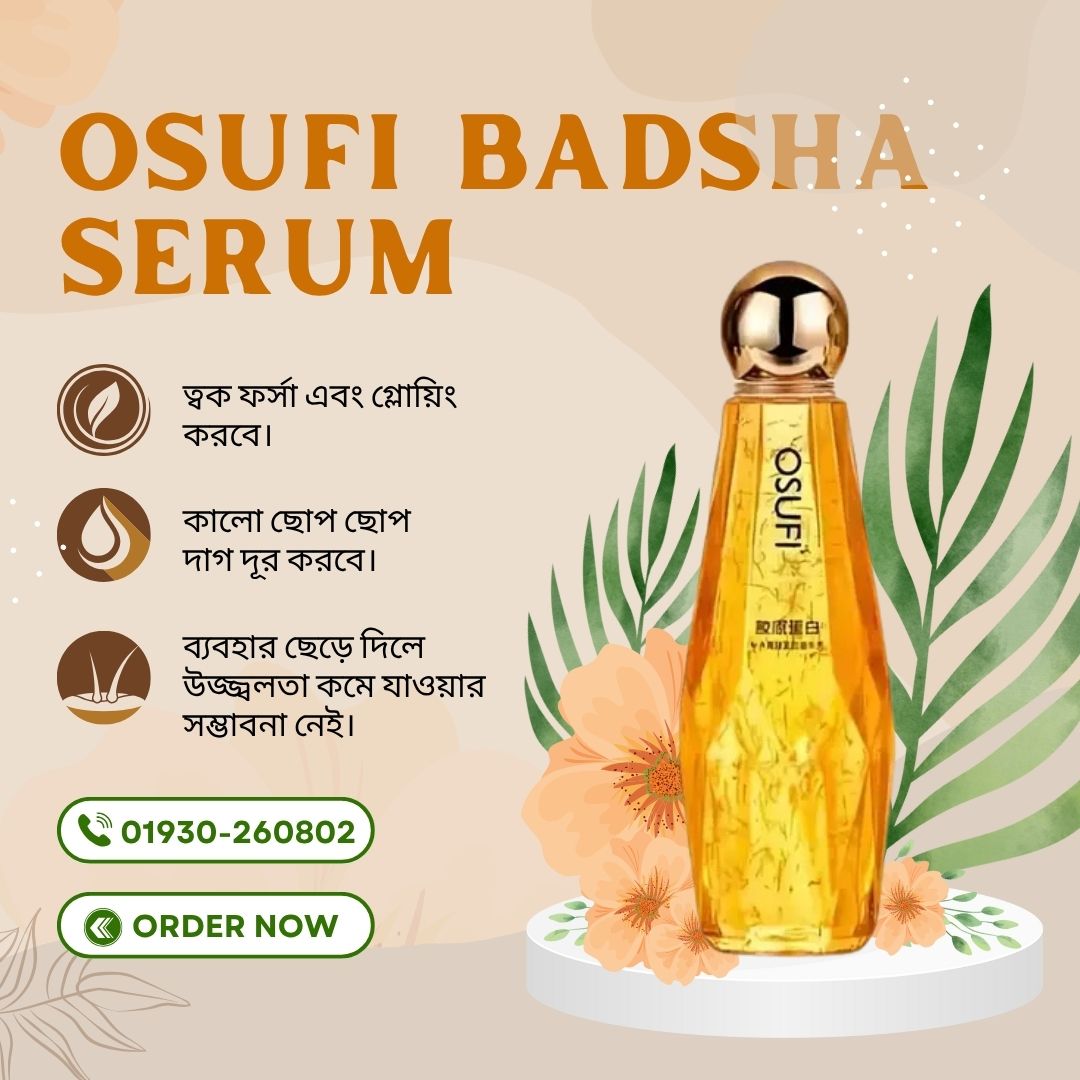 OSUFI BADSHA
SERUM
ত্বক ফর্সা এবং গ্লোয়িং
করবে।
কালো ছোপ ছোপ
দাগ দূর করবে।
ব্যবহার ছেড়ে দিলে
উজ্জ্বলতা কমে যাওয়ার
সম্ভাবনা নেই।
01930-260802
ORDER NOW
OSUFI